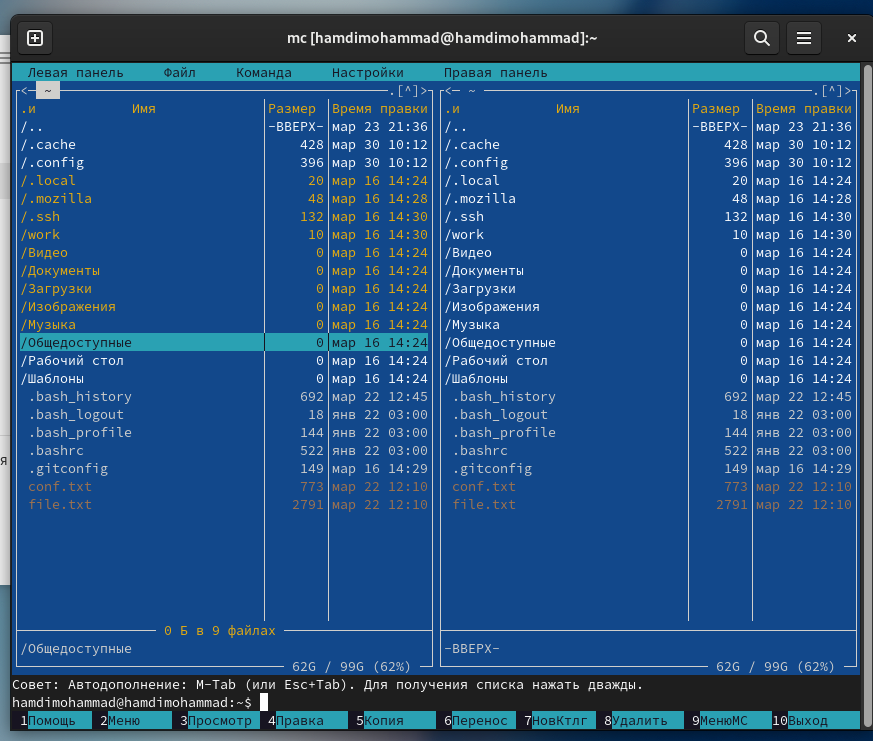 mc [hamdimohammad@hamdimohammad]:~
Левая панель Файл Команда Настройки Правая панель
<─ ~ .[^]> <─ ~ .[^]>
.и Имя Размер Время правки .и Имя Размер Время правки
/.. -ВВЕРХ- мар 23 21:36 /.. -ВВЕРХ- мар 23 21:36
/.cache 428 мар 30 10:12 /.cache 428 мар 30 10:12
/.config 396 мар 30 10:12 /.config 396 мар 30 10:12
/.local 20 мар 16 14:24 /.local 20 мар 16 14:24
/.mozilla 48 мар 16 14:28 /.mozilla 48 мар 16 14:28
/.ssh 132 мар 16 14:30 /.ssh 132 мар 16 14:30
/work 10 мар 16 14:30 /work 10 мар 16 14:30
/Видео 0 мар 16 14:24 /Видео 0 мар 16 14:24
/Документы 0 мар 16 14:24 /Документы 0 мар 16 14:24
/Загрузки 0 мар 16 14:24 /Загрузки 0 мар 16 14:24
/Изображения 0 мар 16 14:24 /Изображения 0 мар 16 14:24
/Музыка 0 мар 16 14:24 /Музыка 0 мар 16 14:24
/Общедоступные 0 мар 16 14:24 /Общедоступные 0 мар 16 14:24
/Рабочий стол 0 мар 16 14:24 /Рабочий стол 0 мар 16 14:24
/Шаблоны 0 мар 16 14:24 /Шаблоны 0 мар 16 14:24
.bash_history 692 мар 22 12:45 .bash_history 692 мар 22 12:45
.bash_logout 18 янв 22 03:00 .bash_logout 18 янв 22 03:00
.bash_profile 144 янв 22 03:00 .bash_profile 144 янв 22 03:00
.bashrc 522 янв 22 03:00 .bashrc 522 янв 22 03:00
.gitconfig 149 мар 16 14:29 .gitconfig 149 мар 16 14:29
conf.txt 773 мар 22 12:10 conf.txt 773 мар 22 12:10
file.txt 2791 мар 22 12:10 file.txt 2791 мар 22 12:10
0 Б в 9 файлах
/Общедоступные -ВВЕРХ-
62G / 99G (62%) 62G / 99G (62%)
Совет: Автодополнение: M-Tab (или Esc+Tab). Для получения списка нажать дважды.
hamdimohammad@hamdimohammad:~$
1Помощь 2Меню 3Просмотр 4Правка 5Копия 6Перенос 7НовКтлг 8Удалить 9МенюМС 10Выход